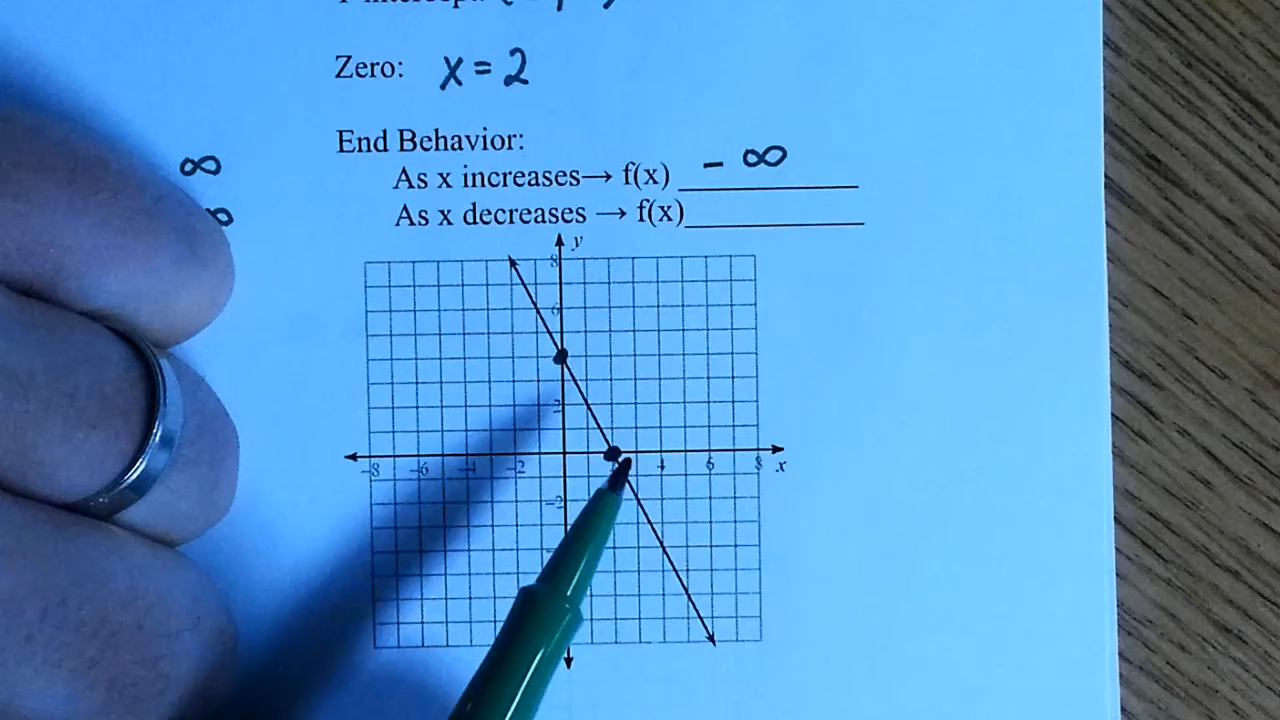 Zero: x = 2
End Behavior:
∞
As x increases→ f(x) - ∞
As x decreases → f(x)
y
8
6
2
-8 -6 -4 -2 4 6 8 x
-2